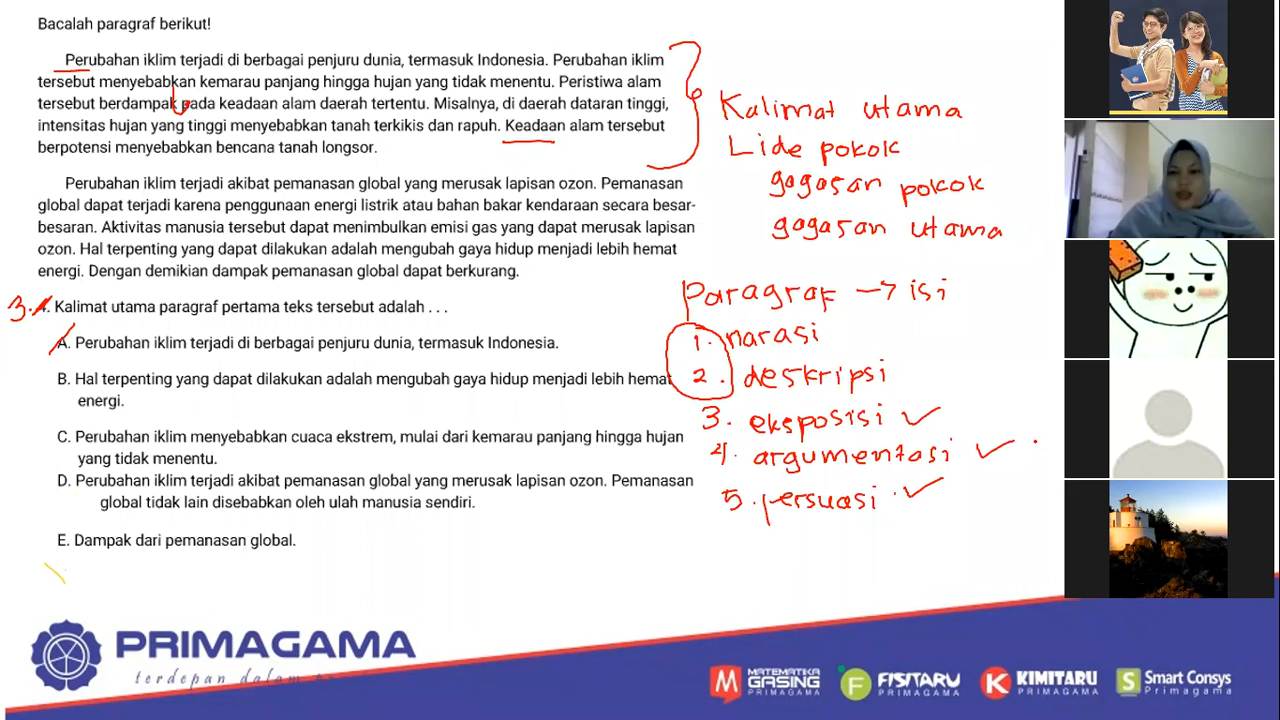 Bacalah paragraf berikut!
Perubahan iklim terjadi di berbagai penjuru dunia, termasuk Indonesia. Perubahan iklim
tersebut menyebabkan kemarau panjang hingga hujan yang tidak menentu. Peristiwa alam
tersebut berdampak pada keadaan alam daerah tertentu. Misalnya, di daerah dataran tinggi,
intensitas hujan yang tinggi menyebabkan tanah terkikis dan rapuh. Keadaan alam tersebut
berpotensi menyebabkan bencana tanah longsor.
Perubahan iklim terjadi akibat pemanasan global yang merusak lapisan ozon. Pemanasan
global dapat terjadi karena penggunaan energi listrik atau bahan bakar kendaraan secara besar-
besaran. Aktivitas manusia tersebut dapat menimbulkan emisi gas yang dapat merusak lapisan
ozon. Hal terpenting yang dapat dilakukan adalah mengubah gaya hidup menjadi lebih hemat
energi. Dengan demikian dampak pemanasan global dapat berkurang.
3. Kalimat utama paragraf pertama teks tersebut adalah . . .
A. Perubahan iklim terjadi di berbagai penjuru dunia, termasuk Indonesia.
B. Hal terpenting yang dapat dilakukan adalah mengubah gaya hidup menjadi lebih hemat
energi.
C. Perubahan iklim menyebabkan cuaca ekstrem, mulai dari kemarau panjang hingga hujan
yang tidak menentu.
D. Perubahan iklim terjadi akibat pemanasan global yang merusak lapisan ozon. Pemanasan
global tidak lain disebabkan oleh ulah manusia sendiri.
E. Dampak dari pemanasan global.
Kalimat utama
ide pokok
gagasan pokok
gagasan utama
Paragraf → isi
1. narasi
2. deskripsi
3. eksposisi ✓
4. argumentasi ✓
5. persuasi ✓
PRIMAGAMA
terdepan dalam
MATEMATIKA
GASING
PRIMAGAMA
FISITARU
PRIMAGAMA
KIMITARU
PRIMAGAMA
Smart Consys
Primagama